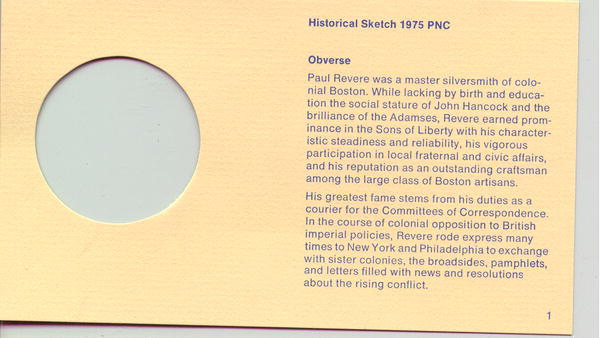 Historical Sketch 1975 PNC
Obverse
Paul Revere was a master silversmith of colo-
nial Boston. While lacking by birth and educa-
tion the social stature of John Hancock and the
brilliance of the Adamses, Revere earned prom-
inance in the Sons of Liberty with his character-
istic steadiness and reliability, his vigorous
participation in local fraternal and civic affairs,
and his reputation as an outstanding craftsman
among the large class of Boston artisans.
His greatest fame stems from his duties as a
courier for the Committees of Correspondence.
In the course of colonial opposition to British
imperial policies, Revere rode express many
times to New York and Philadelphia to exchange
with sister colonies, the broadsides, pamphlets,
and letters filled with news and resolutions
about the rising conflict.
1